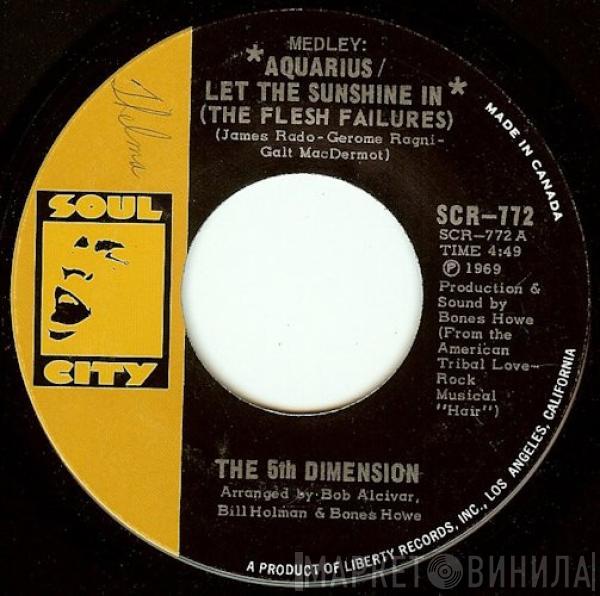 MEDLEY:
*AQUARIUS/
LET THE SUNSHINE IN*
(THE FLESH FAILURES)
(James Rado-Gerome Ragni-
Galt MacDermot)
Thelma
SOUL
CITY
MADE IN CANADA
SCR-772
SCR-772A
TIME 4:49
Ⓟ 1969
Production &
Sound by
Bones Howe
(From the
American
Tribal Love-
Rock
Musical
"Hair")
THE 5th DIMENSION
Arranged by Bob Alcivar,
Bill Holman & Bones Howe
A PRODUCT OF LIBERTY RECORDS, INC., LOS ANGELES, CALIFORNIA
МАРКЕТ ВИНИЛА